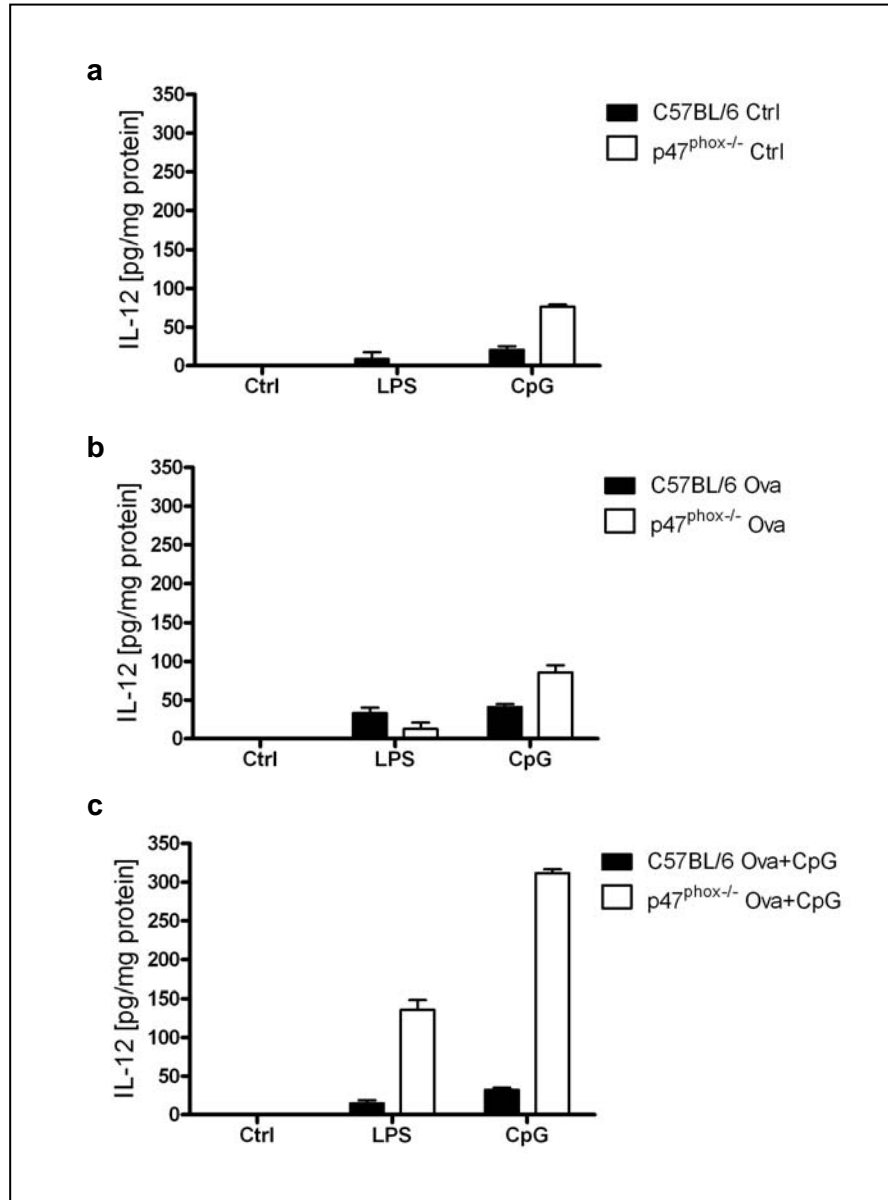 a
IL-12 [pg/mg protein]
350
300
250
200
150
100
50
0
Ctrl LPS CpG
C57BL/6 Ctrl
p47phox-/- Ctrl
b
IL-12 [pg/mg protein]
350
300
250
200
150
100
50
0
Ctrl LPS CpG
C57BL/6 Ova
p47phox-/- Ova
c
IL-12 [pg/mg protein]
350
300
250
200
150
100
50
0
Ctrl LPS CpG
C57BL/6 Ova+CpG
p47phox-/- Ova+CpG